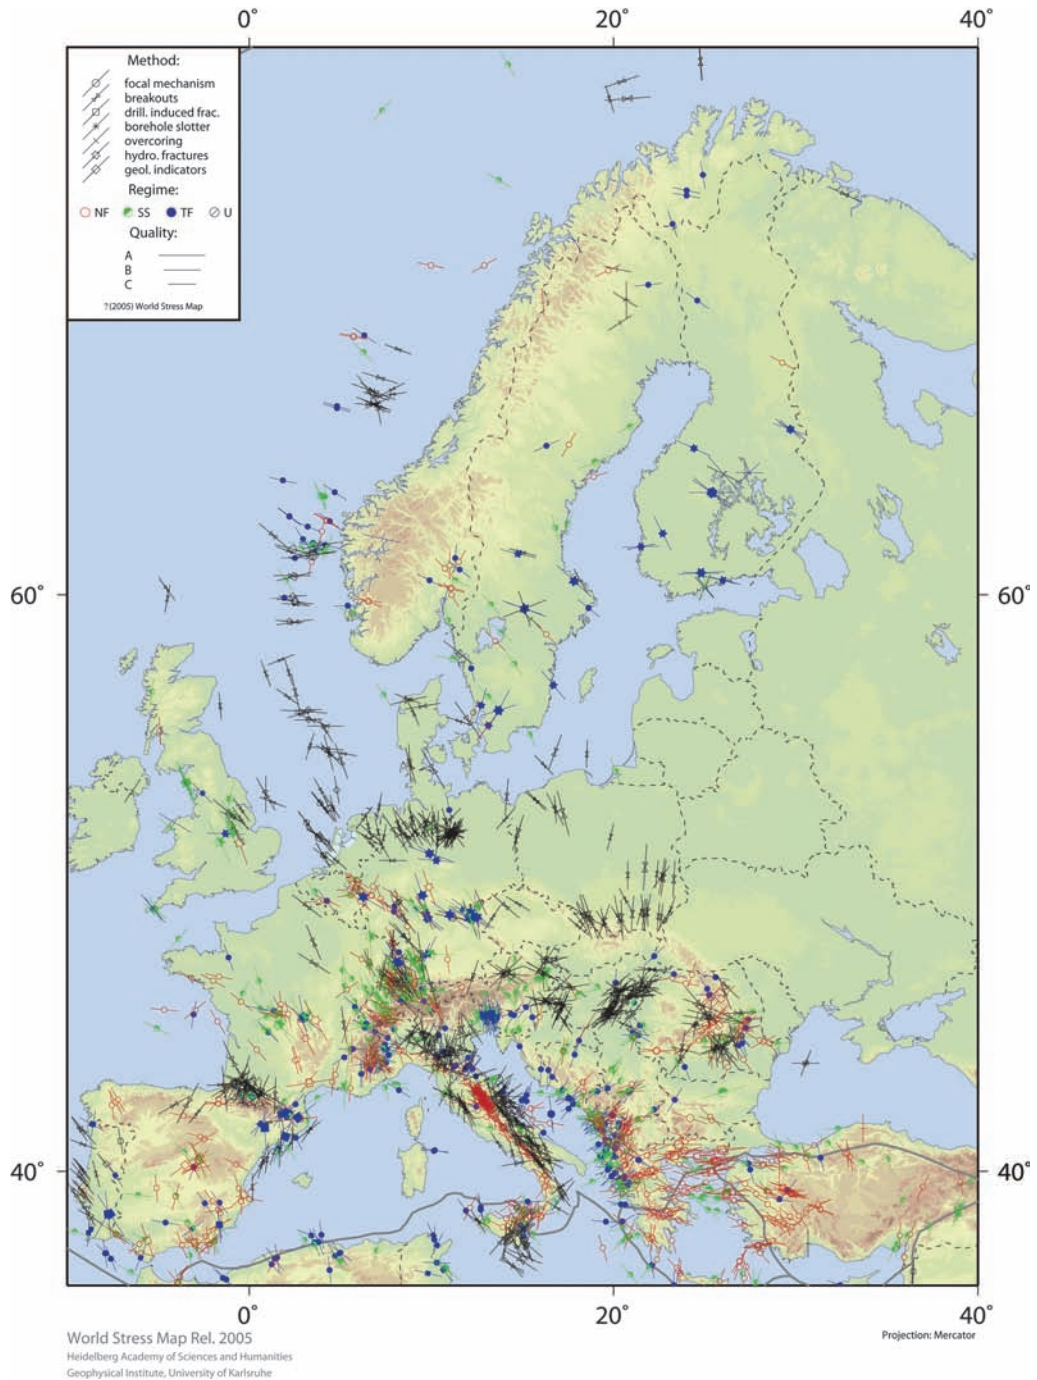 0° 20° 40°
Method:
focal mechanism
breakouts
drill. induced frac.
borehole slotter
overcoring
hydro. fractures
geol. indicators
Regime:
NF SS TF U
Quality:
A
B
C
?(2005) World Stress Map
60° 60°
40° 40°
0° 20° 40°
World Stress Map Rel. 2005
Projection: Mercator
Heidelberg Academy of Sciences and Humanities
Geophysical Institute, University of Karlsruhe